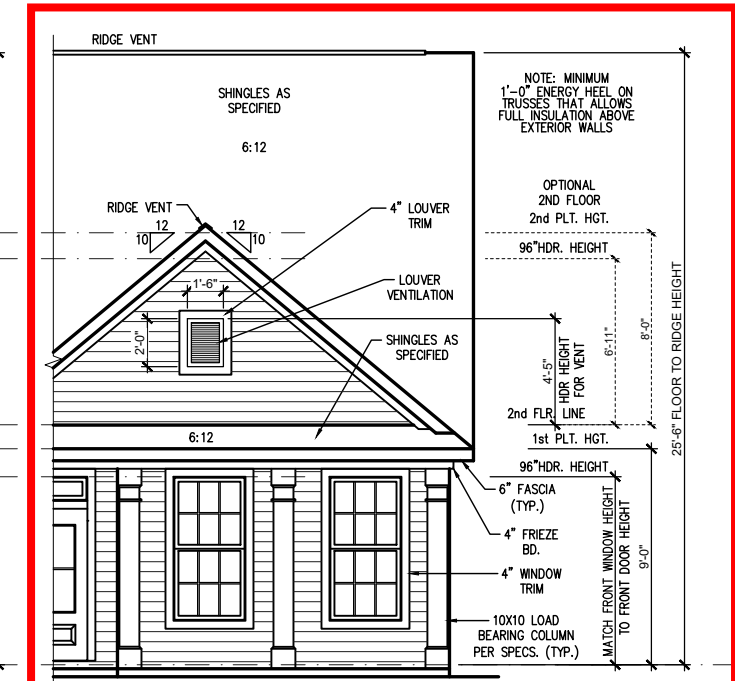 RIDGE VENT
SHINGLES AS
SPECIFIED
6:12
NOTE: MINIMUM
1'-0" ENERGY HEEL ON
TRUSSES THAT ALLOWS
FULL INSULATION ABOVE
EXTERIOR WALLS
OPTIONAL
2ND FLOOR
2nd PLT. HGT.
96"HDR. HEIGHT
RIDGE VENT
12
10
12
10
4" LOUVER
TRIM
LOUVER
VENTILATION
1'-6"
2'-0"
SHINGLES AS
SPECIFIED
4'-5"
HDR HEIGHT
FOR VENT
6'-11"
8'-0"
25'-6" FLOOR TO RIDGE HEIGHT
2nd FLR. LINE
6:12
1st PLT. HGT.
96"HDR. HEIGHT
6" FASCIA
(TYP.)
4" FRIEZE
BD.
4" WINDOW
TRIM
10X10 LOAD
BEARING COLUMN
PER SPECS. (TYP.)
MATCH FRONT WINDOW HEIGHT
TO FRONT DOOR HEIGHT
9'-0"